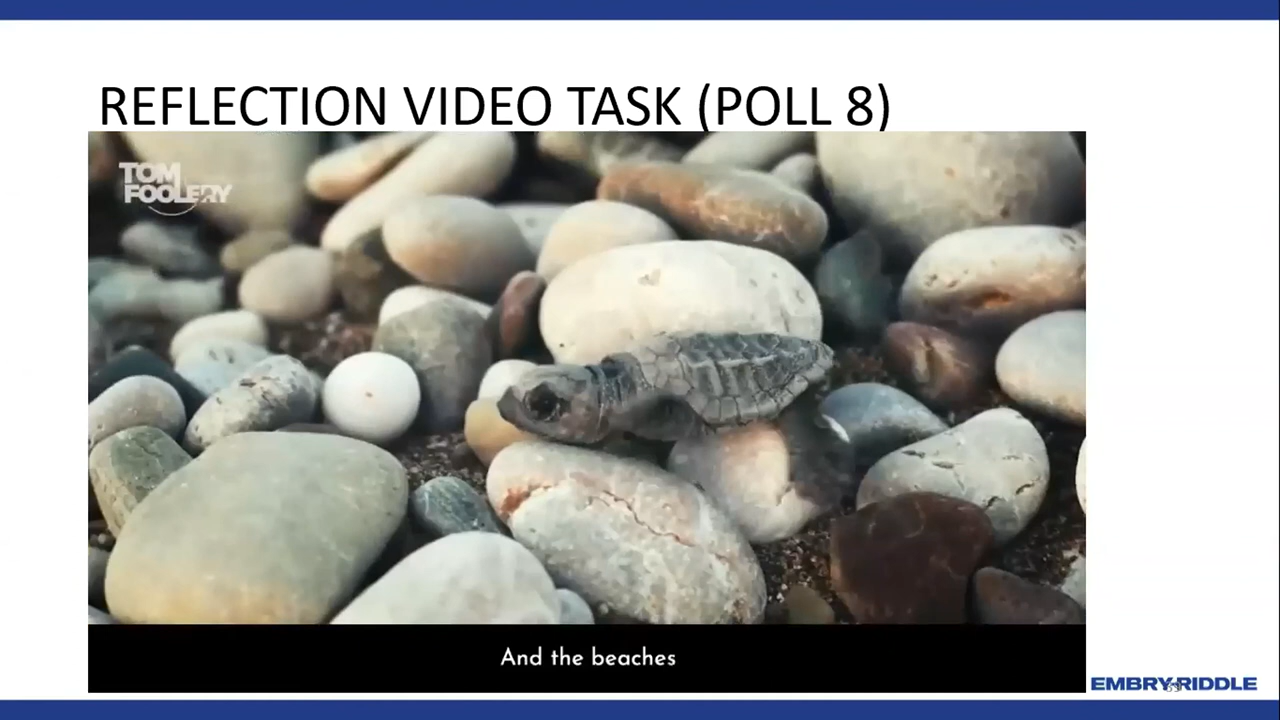 REFLECTION VIDEO TASK (POLL 8)
TOM
FOOLERY
And the beaches
EMBRY-RIDDLE